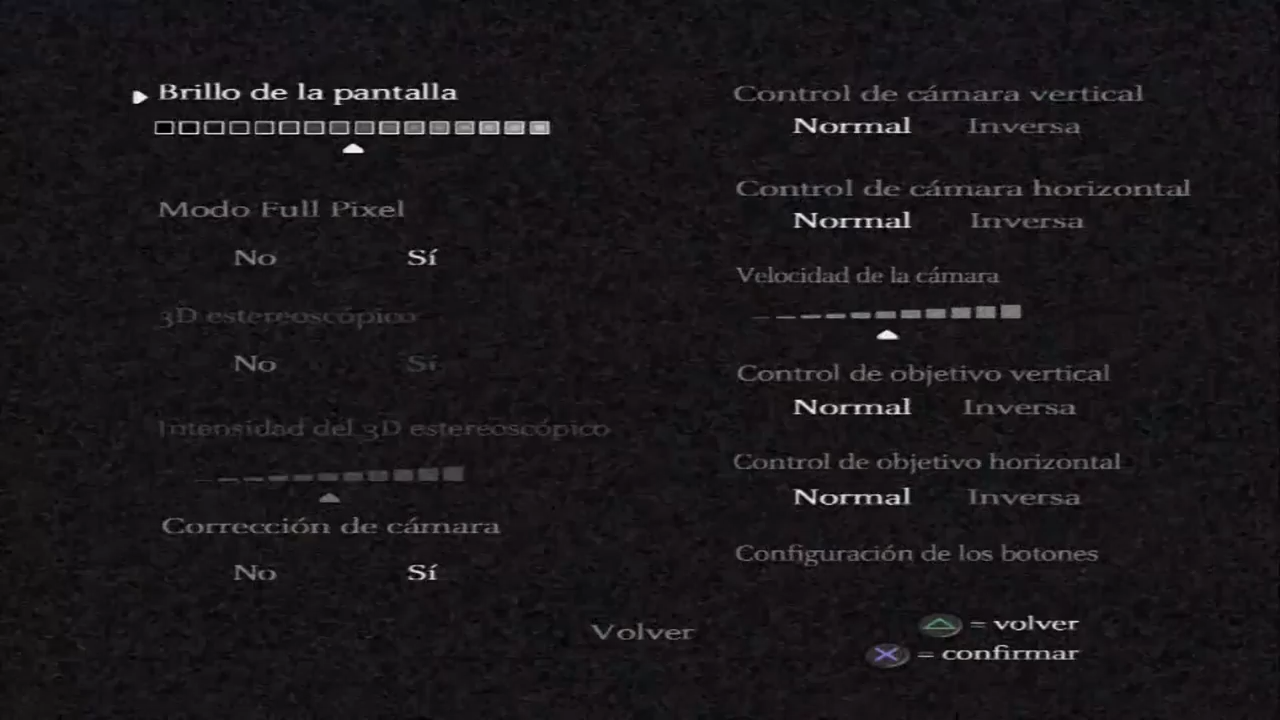 Brillo de la pantalla
Modo Full Pixel
No Sí
3D estereoscópico
No Sí
Intensidad del 3D estereoscópico
Corrección de cámara
No Sí
Control de cámara vertical
Normal Inversa
Control de cámara horizontal
Normal Inversa
Velocidad de la cámara
Control de objetivo vertical
Normal Inversa
Control de objetivo horizontal
Normal Inversa
Configuración de los botones
Volver
= volver
= confirmar